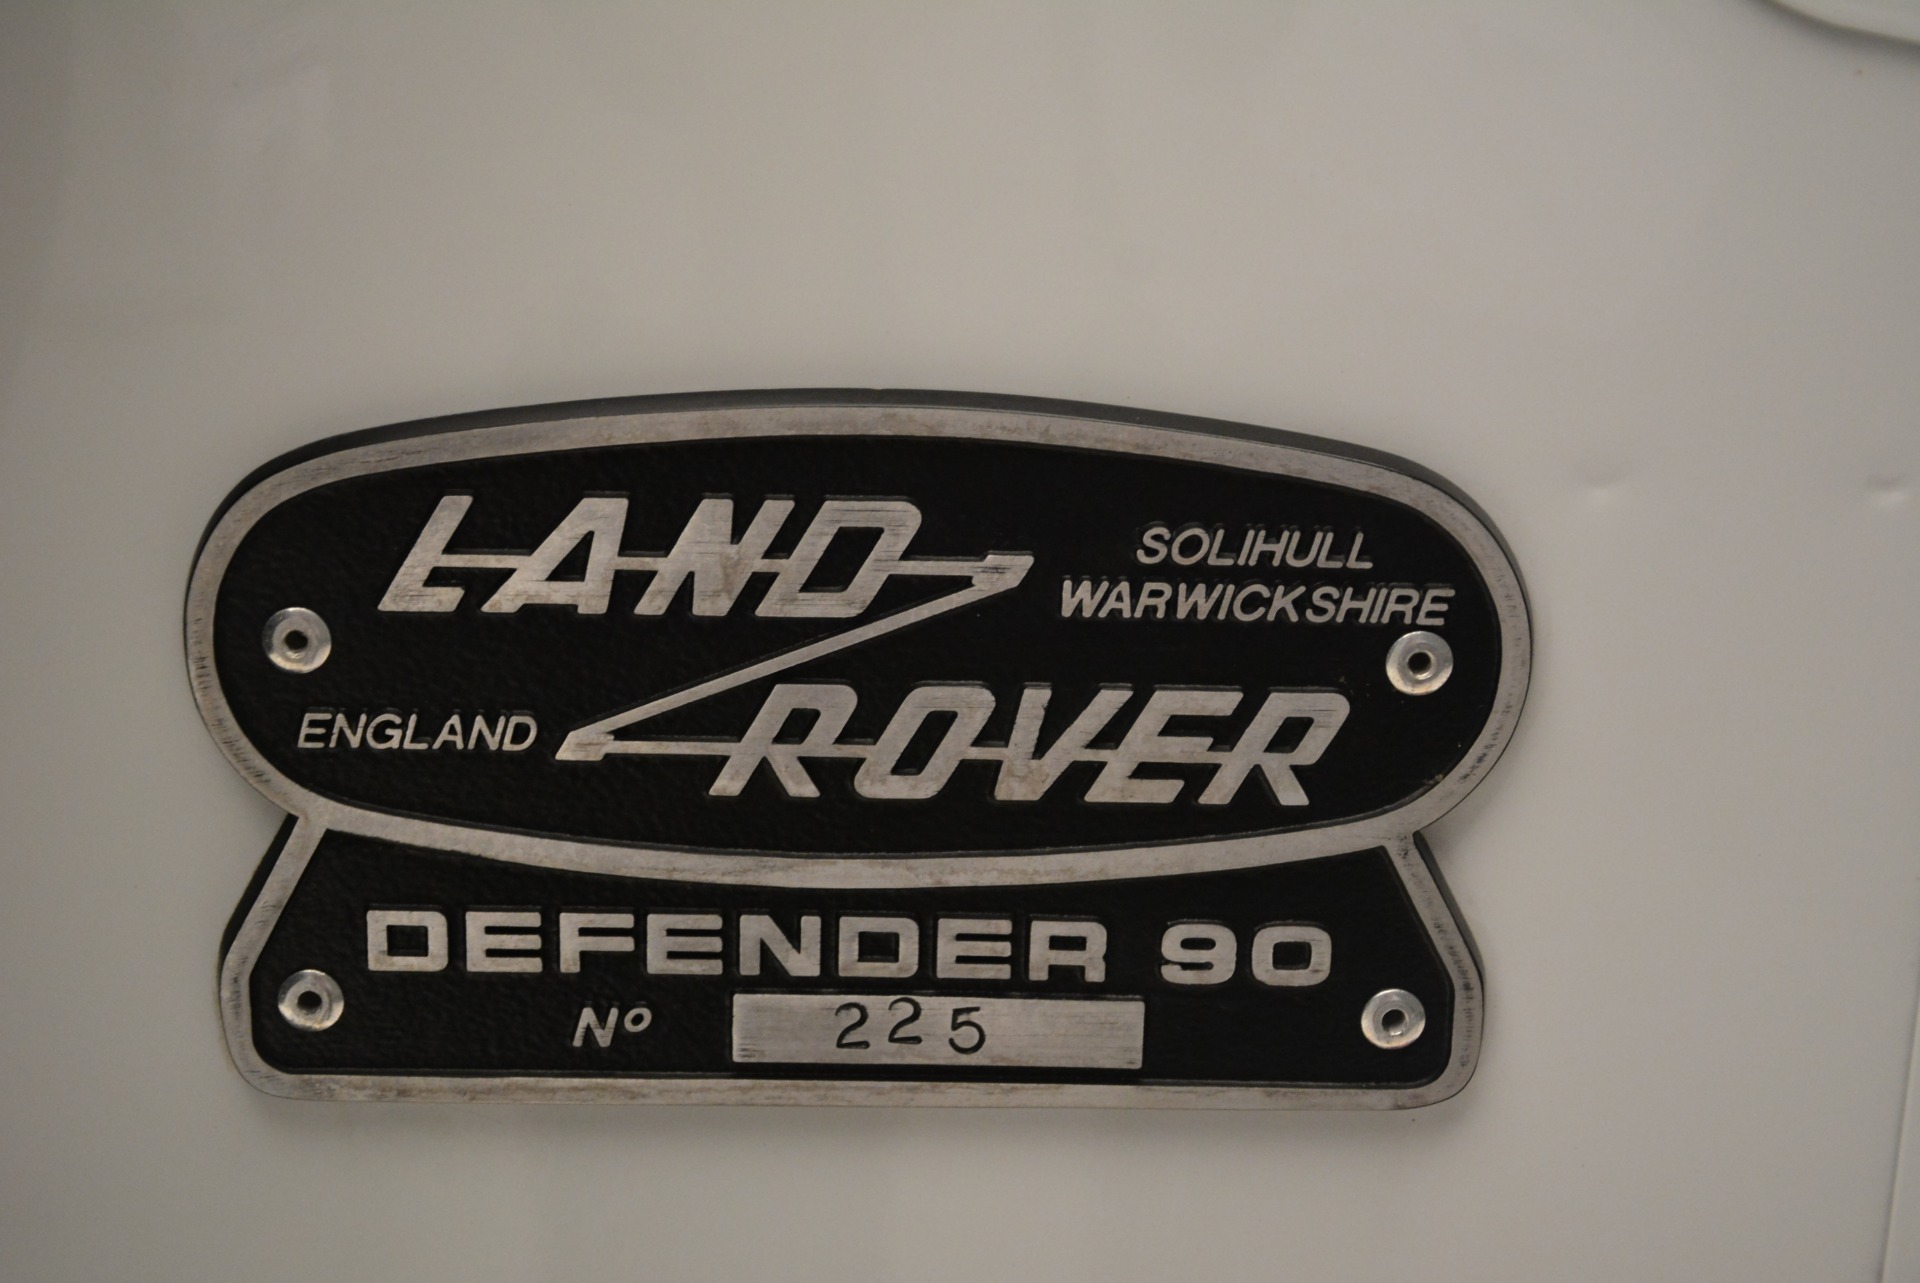 LAND
SOLIHULL
WARWICKSHIRE
ENGLAND
ROVER
DEFENDER 90
Nº 225